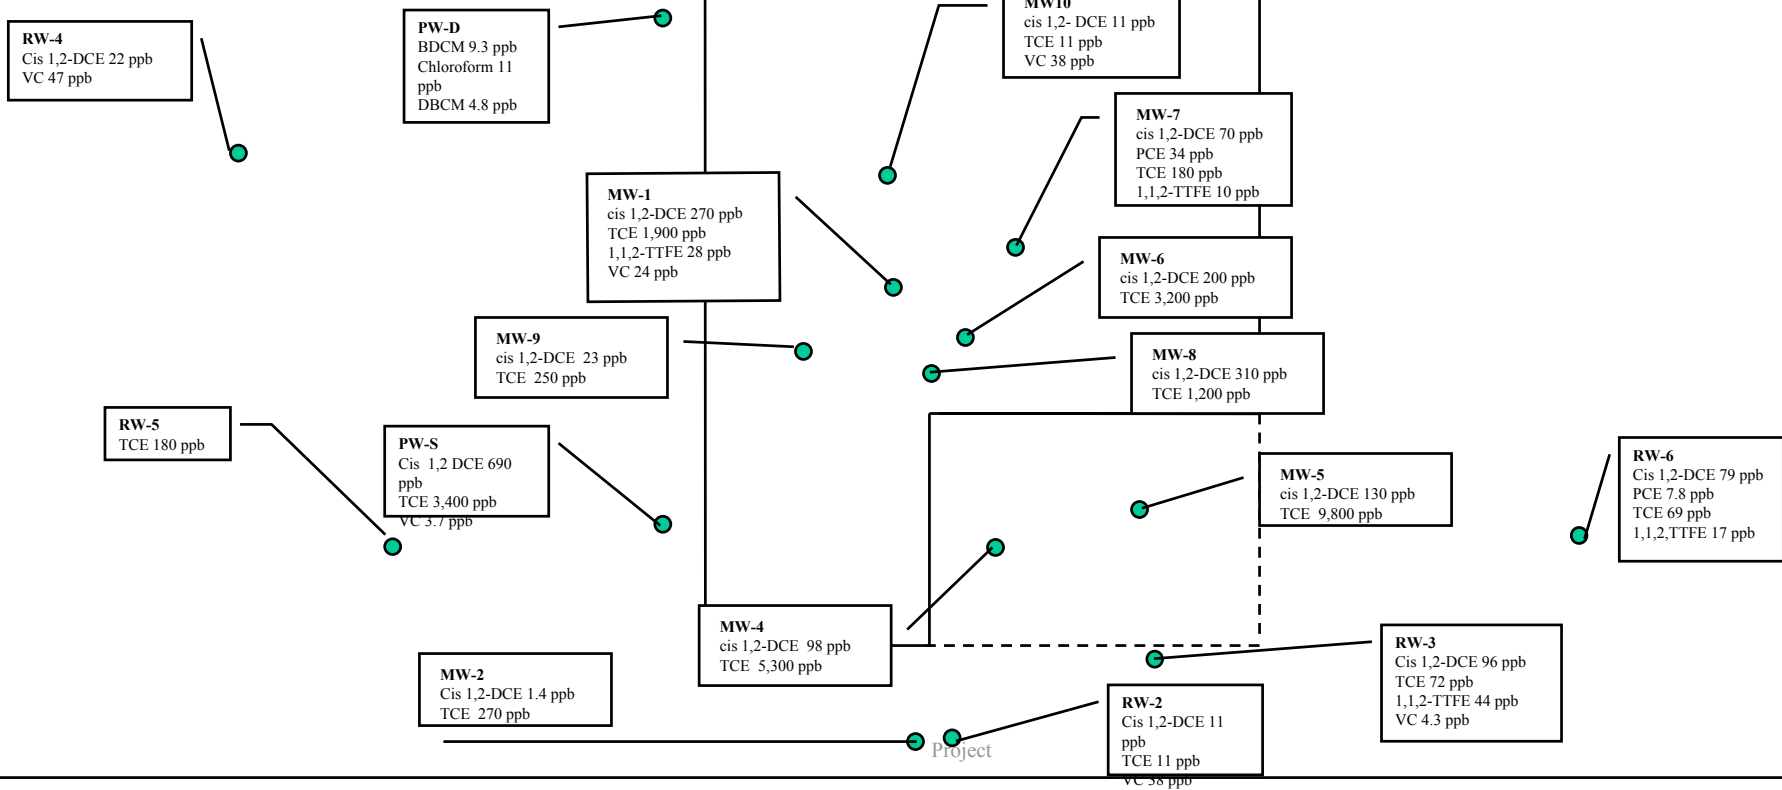 MW10
cis 1,2- DCE 11 ppb
TCE 11 ppb
VC 38 ppb
PW-D
BDCM 9.3 ppb
Chloroform 11
ppb
DBCM 4.8 ppb
RW-4
Cis 1,2-DCE 22 ppb
VC 47 ppb
MW-7
cis 1,2-DCE 70 ppb
PCE 34 ppb
TCE 180 ppb
1,1,2-TTFE 10 ppb
MW-1
cis 1,2-DCE 270 ppb
TCE 1,900 ppb
1,1,2-TTFE 28 ppb
VC 24 ppb
MW-6
cis 1,2-DCE 200 ppb
TCE 3,200 ppb
MW-9
cis 1,2-DCE  23 ppb
TCE  250 ppb
MW-8
cis 1,2-DCE 310 ppb
TCE 1,200 ppb
RW-5
TCE 180 ppb
PW-S
Cis  1,2 DCE 690
ppb
TCE 3,400 ppb
VC 3.7 ppb
MW-5
cis 1,2-DCE 130 ppb
TCE  9,800 ppb
RW-6
Cis 1,2-DCE 79 ppb
PCE 7.8 ppb
TCE 69 ppb
1,1,2,TTFE 17 ppb
MW-4
cis 1,2-DCE  98 ppb
TCE  5,300 ppb
RW-3
Cis 1,2-DCE 96 ppb
TCE 72 ppb
1,1,2-TTFE 44 ppb
VC 4.3 ppb
MW-2
Cis 1,2-DCE 1.4 ppb
TCE  270 ppb
RW-2
Cis 1,2-DCE 11
ppb
TCE 11 ppb
VC 38 ppb
Project